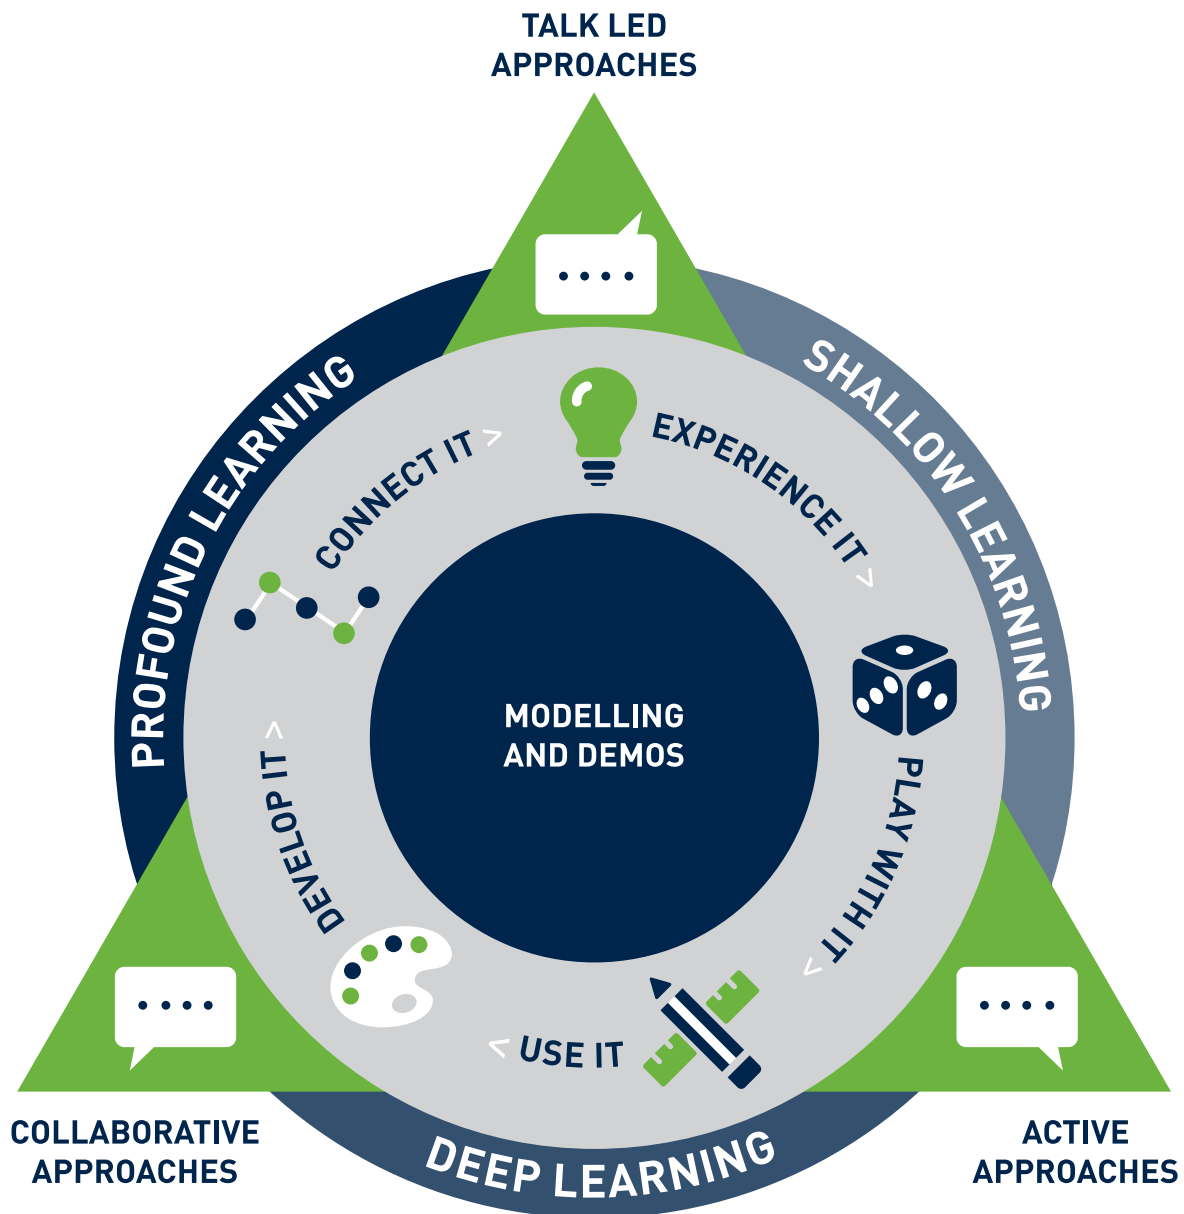 TALK LED
APPROACHES
PROFOUND LEARNING
SHALLOW LEARNING
CONNECT IT >
EXPERIENCE IT >
MODELLING
AND DEMOS
DEVELOP IT >
PLAY WITH IT >
< USE IT
DEEP LEARNING
COLLABORATIVE
APPROACHES
ACTIVE
APPROACHES